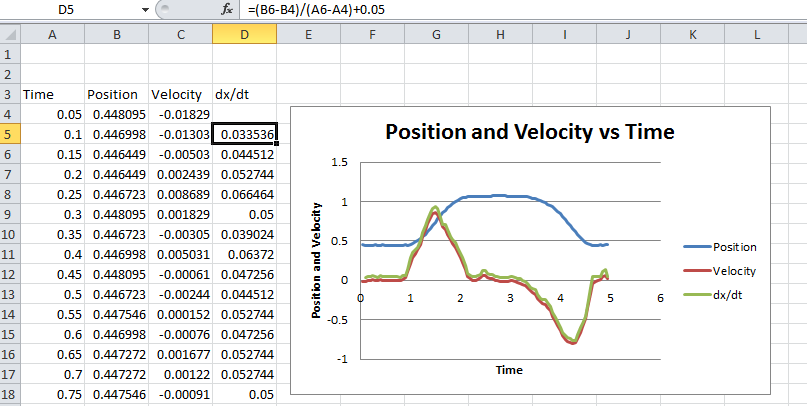 D5 fx =(B6-B4)/(A6-A4)+0.05
A B C D E F G H I J K L
1
2
3 Time Position Velocity dx/dt
4 0.05 0.448095 -0.01829
5 0.1 0.446998 -0.01303 0.033536
6 0.15 0.446449 -0.00503 0.044512
7 0.2 0.446449 0.002439 0.052744
8 0.25 0.446723 0.008689 0.066464
9 0.3 0.448095 0.001829 0.05
10 0.35 0.446723 -0.00305 0.039024
11 0.4 0.446998 0.005031 0.06372
12 0.45 0.448095 -0.00061 0.047256
13 0.5 0.446723 -0.00244 0.044512
14 0.55 0.447546 0.000152 0.052744
15 0.6 0.446998 -0.00076 0.047256
16 0.65 0.447272 0.001677 0.052744
17 0.7 0.447272 0.00122 0.052744
18 0.75 0.447546 -0.00091 0.05
Position and Velocity vs Time
Position and Velocity
1.5
1
0.5
0
-0.5
-1
0 1 2 3 4 5 6
Time
Position
Velocity
dx/dt